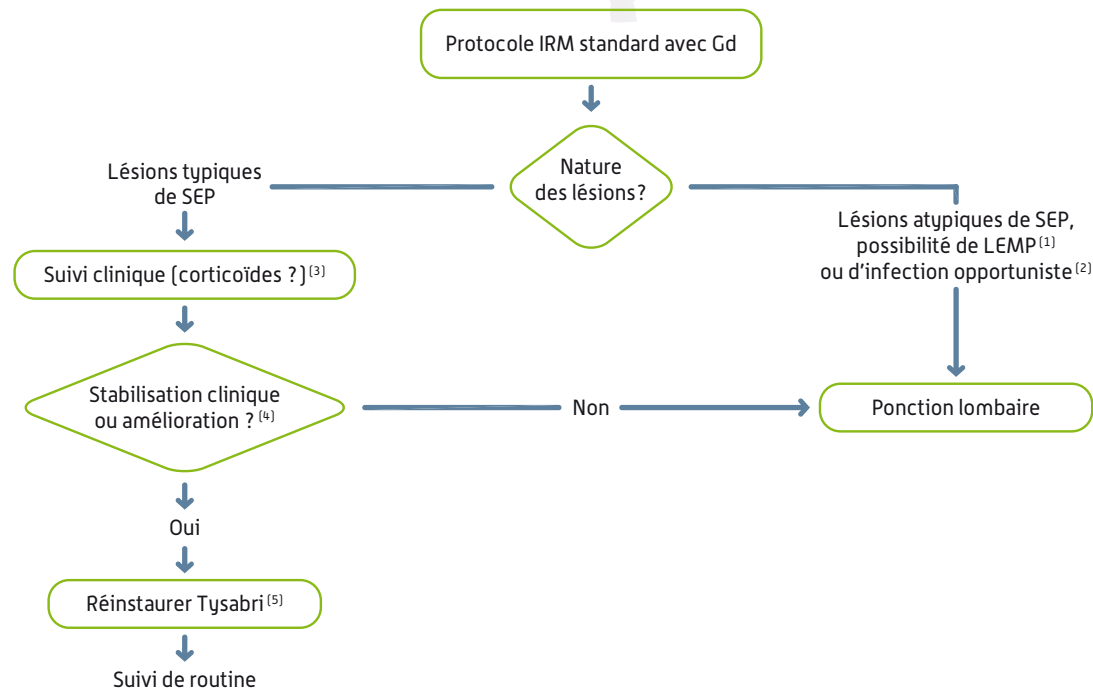 Protocole IRM standard avec Gd
Nature
des lésions ?
Lésions typiques
de SEP
Lésions atypiques de SEP,
possibilité de LEMP (1)
ou d'infection opportuniste (2)
Suivi clinique (corticoïdes ?) (3)
Stabilisation clinique
ou amélioration ? (4)
Non
Ponction lombaire
Oui
Réinstaurer Tysabri (5)
Suivi de routine